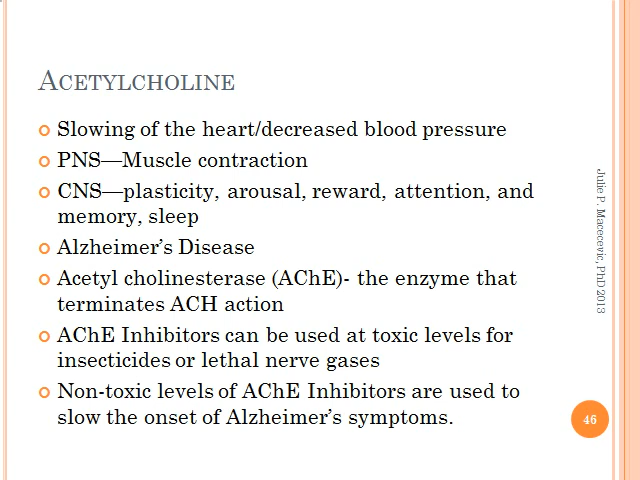 ACETYLCHOLINE
Slowing of the heart/decreased blood pressure
PNS—Muscle contraction
CNS—plasticity, arousal, reward, attention, and
memory, sleep
Alzheimer's Disease
Acetyl cholinesterase (AChE)- the enzyme that
terminates ACH action
AChE Inhibitors can be used at toxic levels for
insecticides or lethal nerve gases
Non-toxic levels of AChE Inhibitors are used to
slow the onset of Alzheimer's symptoms.
Julie P. Macecevic, PhD 2013
46